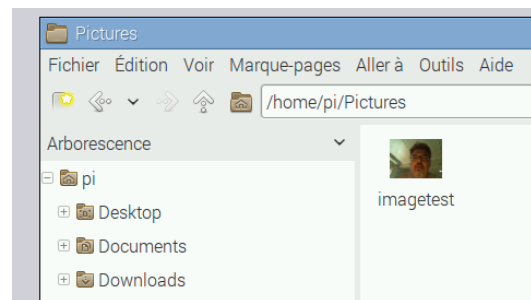 Pictures
Fichier Édition Voir Marque-pages Aller à Outils Aide
/home/pi/Pictures
Arborescence
pi
imagetest
Desktop
Documents
Downloads